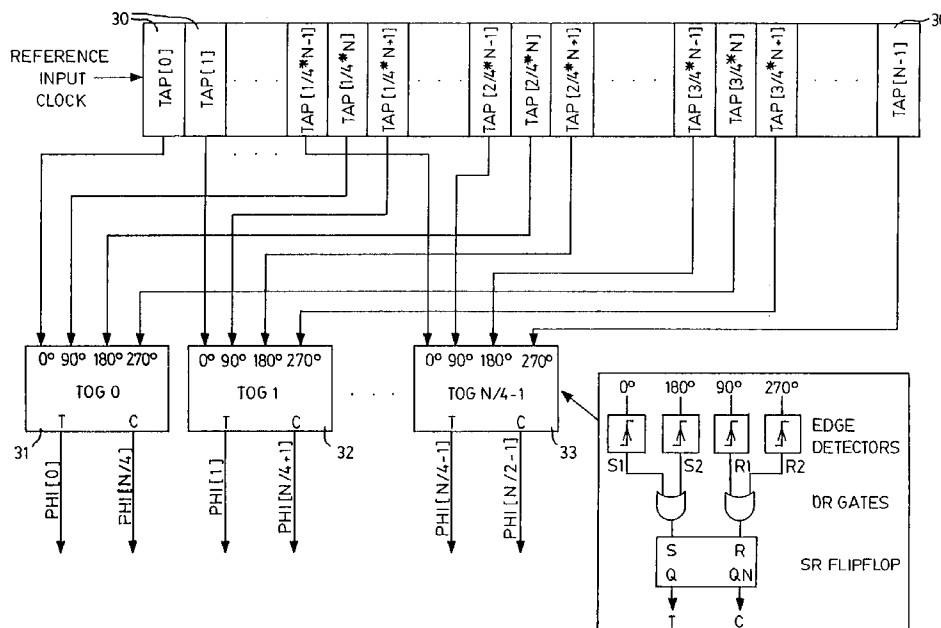 30
30
REFERENCE
INPUT
CLOCK
TAP[0]
TAP[1]
. . . .
TAP[1/4*N-1]
TAP[1/4*N]
TAP[1/4*N+1]
. . . .
TAP[2/4*N-1]
TAP[2/4*N]
TAP[2/4*N+1]
. . . .
TAP[3/4*N-1]
TAP[3/4*N]
TAP[3/4*N+1]
. . . .
TAP[N-1]
. . . .
0° 90° 180° 270°
TOG 0
T C
31
0° 90° 180° 270°
TOG 1
T C
32
. . . .
0° 90° 180° 270°
TOG N/4-1
T C
33
PHI[0]
PHI[N/4]
PHI[1]
PHI[N/4+1]
PHI[N/4-1]
PHI[N/2-1]
0° 180° 90° 270°
EDGE
DETECTORS
S1 S2 R1 R2
OR GATES
S R
Q QN
SR FLIPFLOP
T C